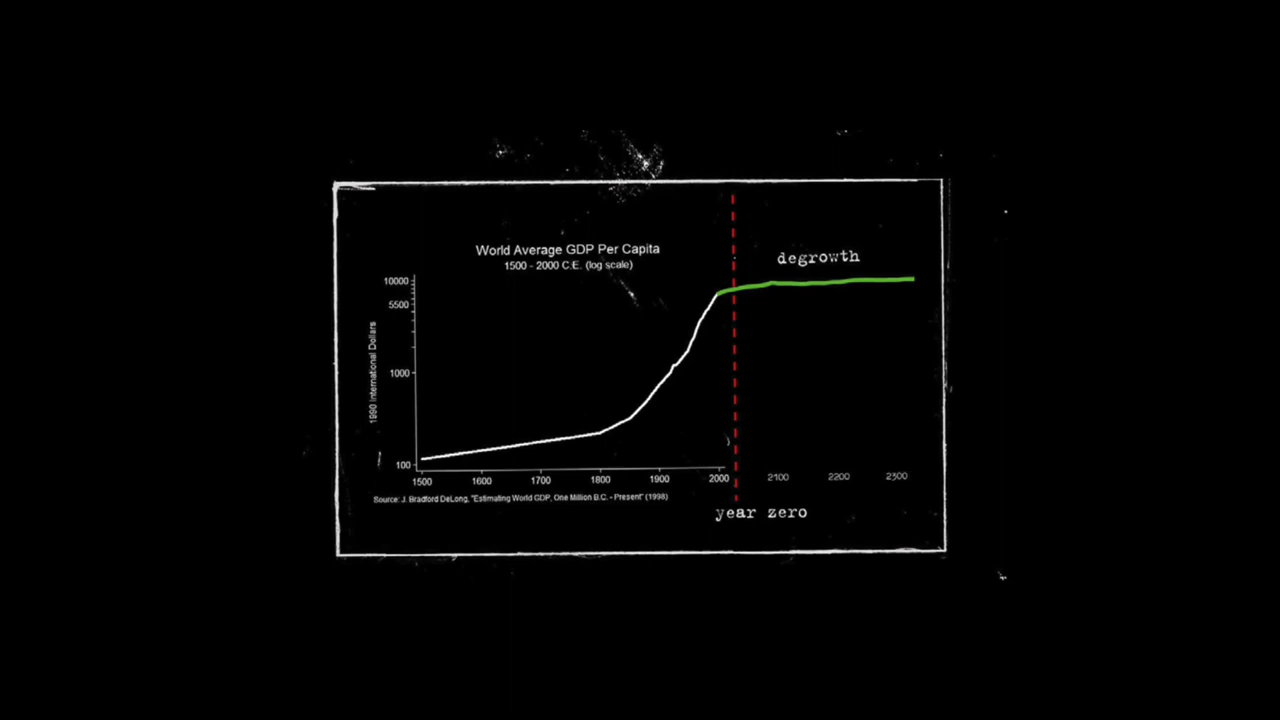 World Average GDP Per Capita
1500 - 2000 C.E. (log scale)
degrowth
10000
5500
1000
100
1990 International Dollars
1500 1600 1700 1800 1900 2000 2100 2200 2300
Source: J. Bradford DeLong, "Estimating World GDP, One Million B.C. - Present" (1998)
year zero